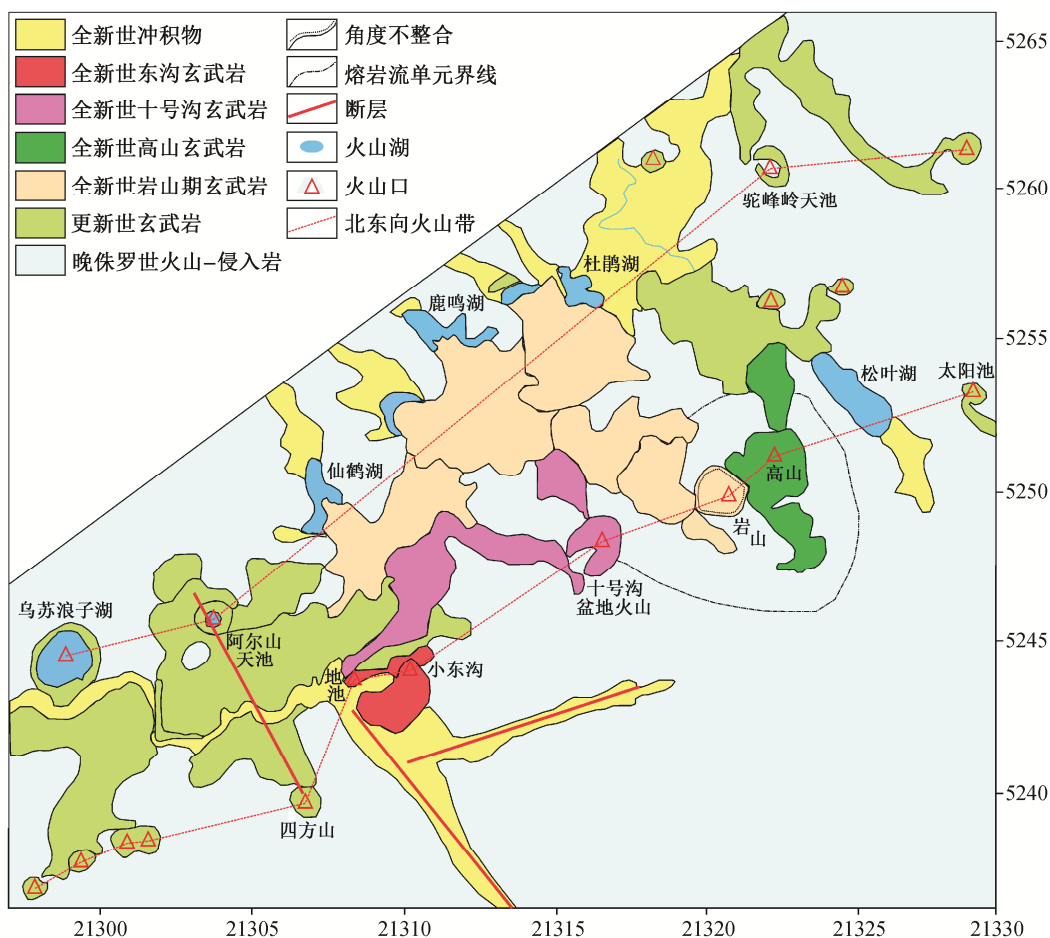 全新世冲积物
全新世东沟玄武岩
全新世十号沟玄武岩
全新世高山玄武岩
全新世岩山期玄武岩
更新世玄武岩
晚侏罗世火山-侵入岩
角度不整合
熔岩流单元界线
断层
火山湖
火山口
北东向火山带
5265
5260
5255
5250
5245
5240
驼峰岭天池
杜鹃湖
鹿鸣湖
松叶湖
太阳池
仙鹤湖
高山
岩山
十号沟
盆地火山
乌苏浪子湖
阿尔山
天池
地池
小东沟
四方山
21300
21305
21310
21315
21320
21325
21330